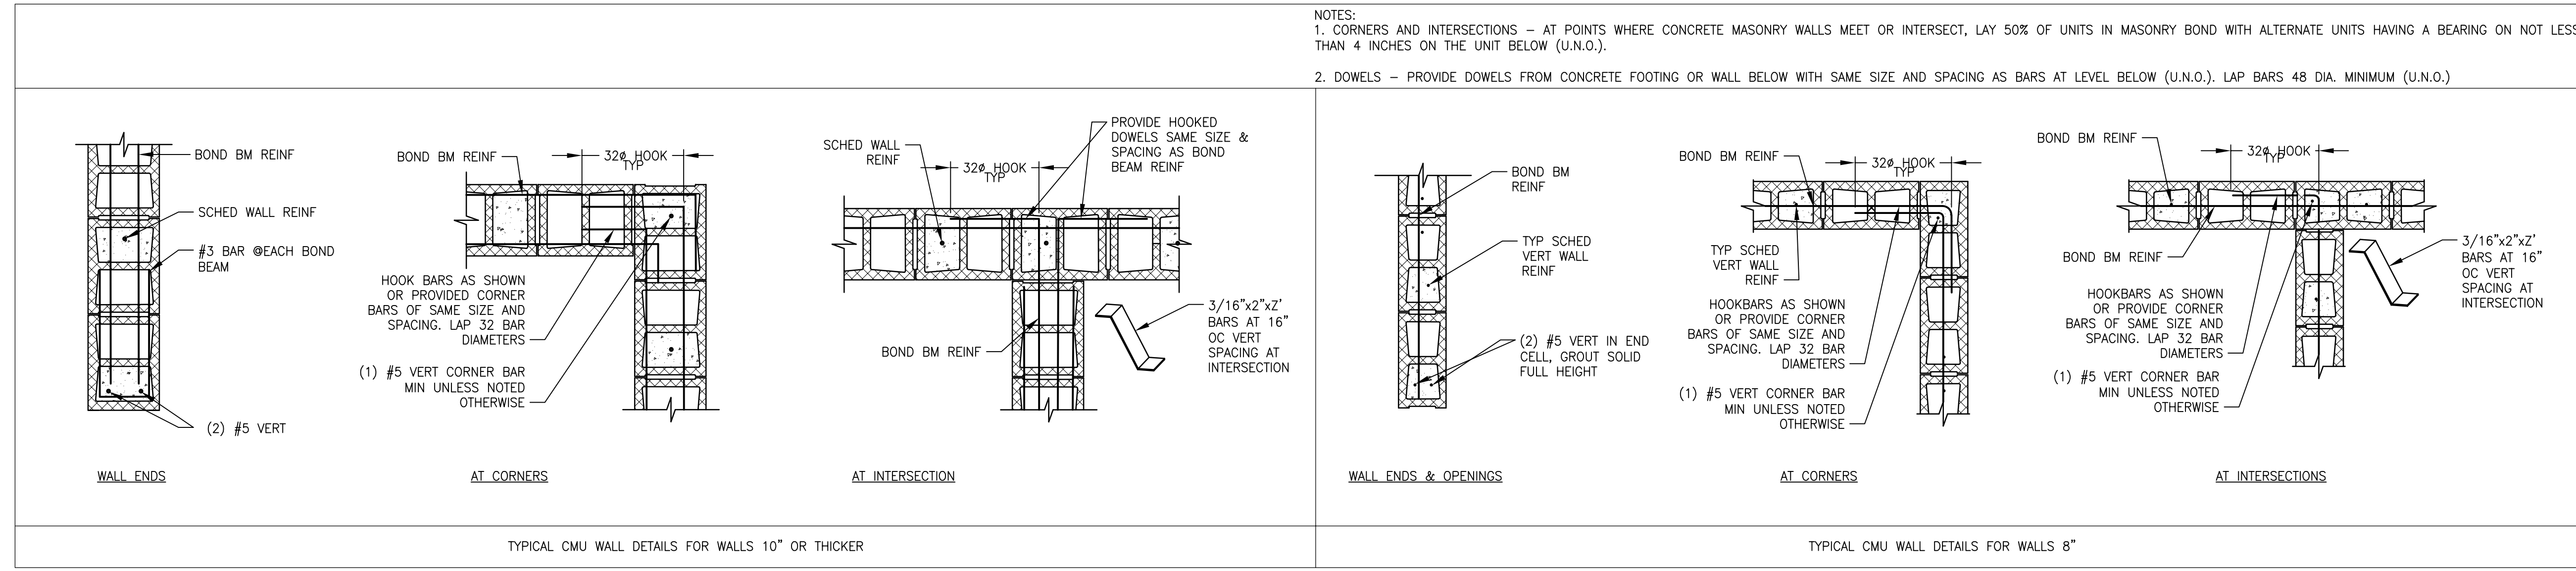 NOTES:
1. CORNERS AND INTERSECTIONS – AT POINTS WHERE CONCRETE MASONRY WALLS MEET OR INTERSECT, LAY 50% OF UNITS IN MASONRY BOND WITH ALTERNATE UNITS HAVING A BEARING ON NOT LESS
THAN 4 INCHES ON THE UNIT BELOW (U.N.O.).
2. DOWELS – PROVIDE DOWELS FROM CONCRETE FOOTING OR WALL BELOW WITH SAME SIZE AND SPACING AS BARS AT LEVEL BELOW (U.N.O.). LAP BARS 48 DIA. MINIMUM (U.N.O.)
BOND BM REINF
SCHED WALL REINF
#3 BAR @EACH BOND
BEAM
(2) #5 VERT
WALL ENDS
BOND BM REINF
32ø HOOK
TYP
HOOK BARS AS SHOWN
OR PROVIDED CORNER
BARS OF SAME SIZE AND
SPACING. LAP 32 BAR
DIAMETERS
(1) #5 VERT CORNER BAR
MIN UNLESS NOTED
OTHERWISE
AT CORNERS
SCHED WALL
REINF
32ø HOOK
TYP
PROVIDE HOOKED
DOWELS SAME SIZE &
SPACING AS BOND
BEAM REINF
BOND BM REINF
3/16"x2"xZ'
BARS AT 16"
OC VERT
SPACING AT
INTERSECTION
AT INTERSECTION
TYPICAL CMU WALL DETAILS FOR WALLS 10" OR THICKER
BOND BM
REINF
TYP SCHED
VERT WALL
REINF
(2) #5 VERT IN END
CELL, GROUT SOLID
FULL HEIGHT
WALL ENDS & OPENINGS
BOND BM REINF
32ø HOOK
TYP
TYP SCHED
VERT WALL
REINF
HOOKBARS AS SHOWN
OR PROVIDE CORNER
BARS OF SAME SIZE AND
SPACING. LAP 32 BAR
DIAMETERS
(1) #5 VERT CORNER BAR
MIN UNLESS NOTED
OTHERWISE
AT CORNERS
BOND BM REINF
32ø HOOK
TYP
BOND BM REINF
HOOKBARS AS SHOWN
OR PROVIDE CORNER
BARS OF SAME SIZE AND
SPACING. LAP 32 BAR
DIAMETERS
(1) #5 VERT CORNER BAR
MIN UNLESS NOTED
OTHERWISE
3/16"x2"xZ'
BARS AT 16"
OC VERT
SPACING AT
INTERSECTION
AT INTERSECTIONS
TYPICAL CMU WALL DETAILS FOR WALLS 8"